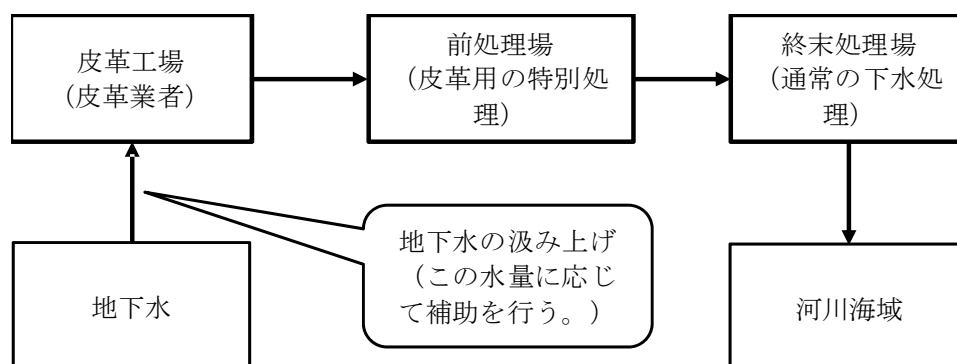 皮革工場
（皮革業者）
前処理場
（皮革用の特別処
理）
終末処理場
（通常の下水処
理）
地下水の汲み上げ
（この水量に応じ
て補助を行う。）
地下水
河川海域